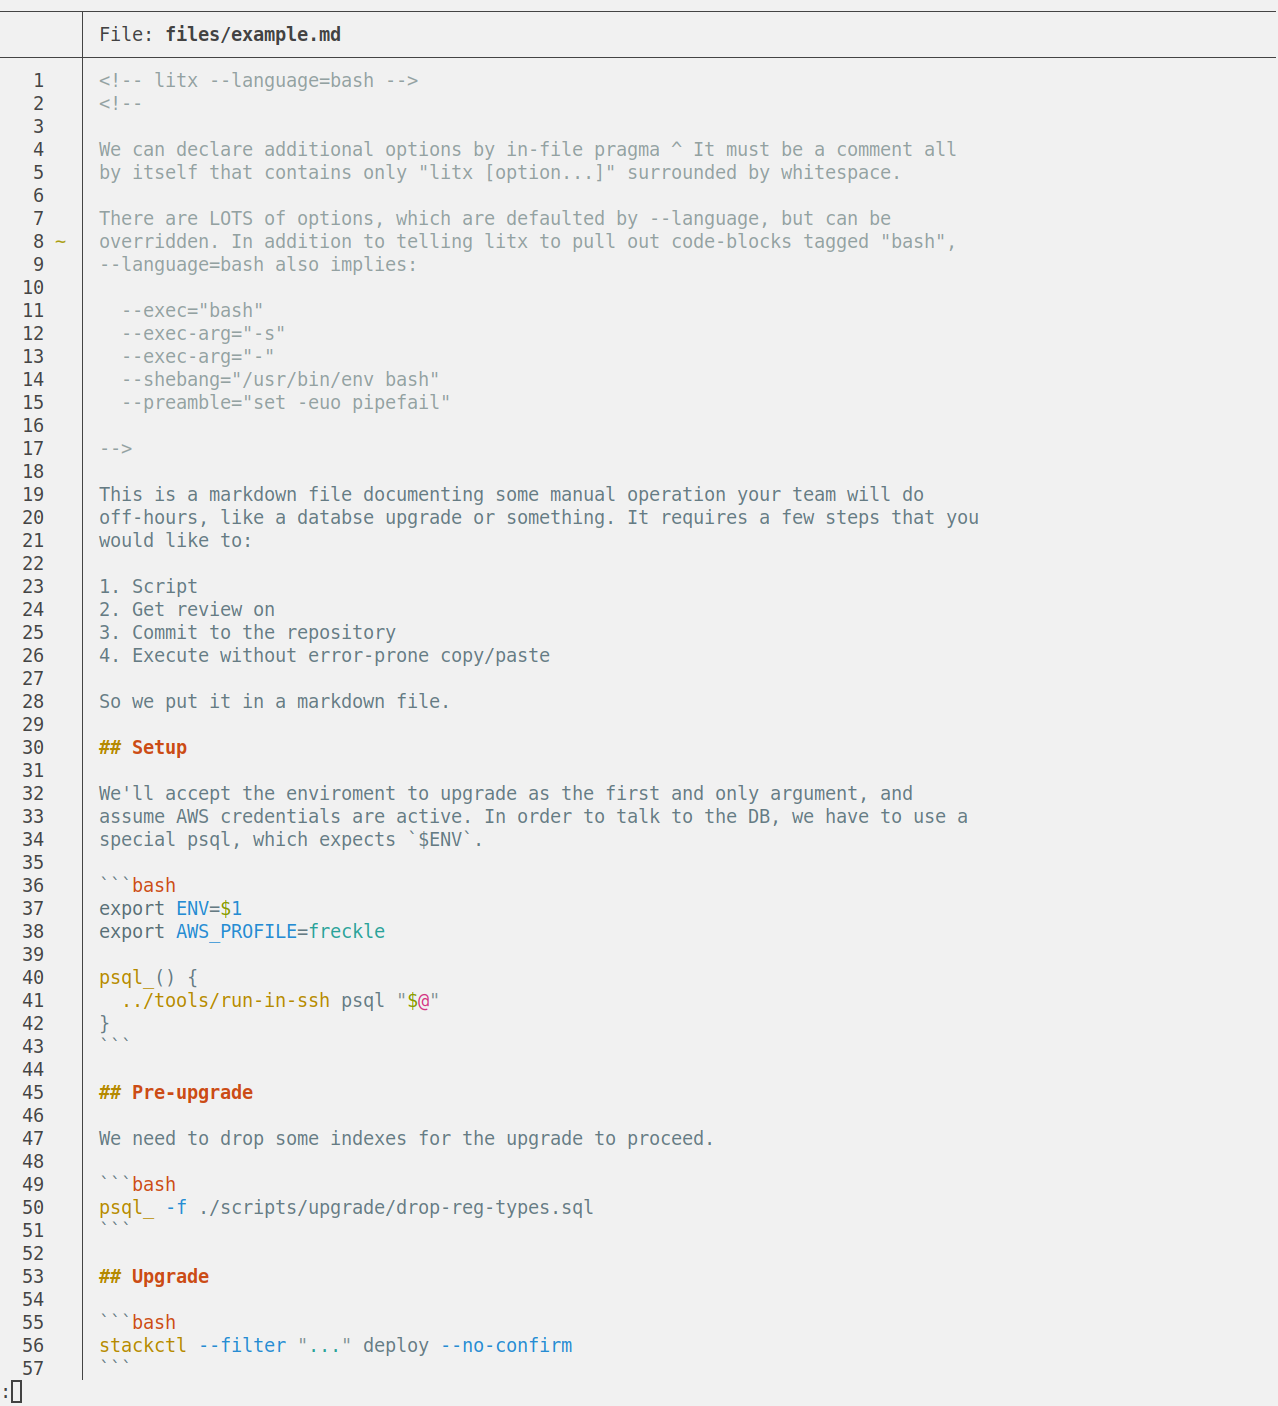 File: files/example.md
1 <!-- litx --language=bash -->
2 <!--
3
4 We can declare additional options by in-file pragma ^ It must be a comment all
5 by itself that contains only "litx [option...]" surrounded by whitespace.
6
7 There are LOTS of options, which are defaulted by --language, but can be
8 ~ overridden. In addition to telling litx to pull out code-blocks tagged "bash",
9 --language=bash also implies:
10
11   --exec="bash"
12   --exec-arg="-s"
13   --exec-arg="-"
14   --shebang="/usr/bin/env bash"
15   --preamble="set -euo pipefail"
16
17 -->
18
19 This is a markdown file documenting some manual operation your team will do
20 off-hours, like a databse upgrade or something. It requires a few steps that you
21 would like to:
22
23 1. Script
24 2. Get review on
25 3. Commit to the repository
26 4. Execute without error-prone copy/paste
27
28 So we put it in a markdown file.
29
30 ## Setup
31
32 We'll accept the enviroment to upgrade as the first and only argument, and
33 assume AWS credentials are active. In order to talk to the DB, we have to use a
34 special psql, which expects `$ENV`.
35
36 ```bash
37 export ENV=$1
38 export AWS_PROFILE=freckle
39
40 psql_() {
41   ../tools/run-in-ssh psql "$@"
42 }
43 ```
44
45 ## Pre-upgrade
46
47 We need to drop some indexes for the upgrade to proceed.
48
49 ```bash
50 psql_ -f ./scripts/upgrade/drop-reg-types.sql
51 ```
52
53 ## Upgrade
54
55 ```bash
56 stackctl --filter "..." deploy --no-confirm
57 ```
: